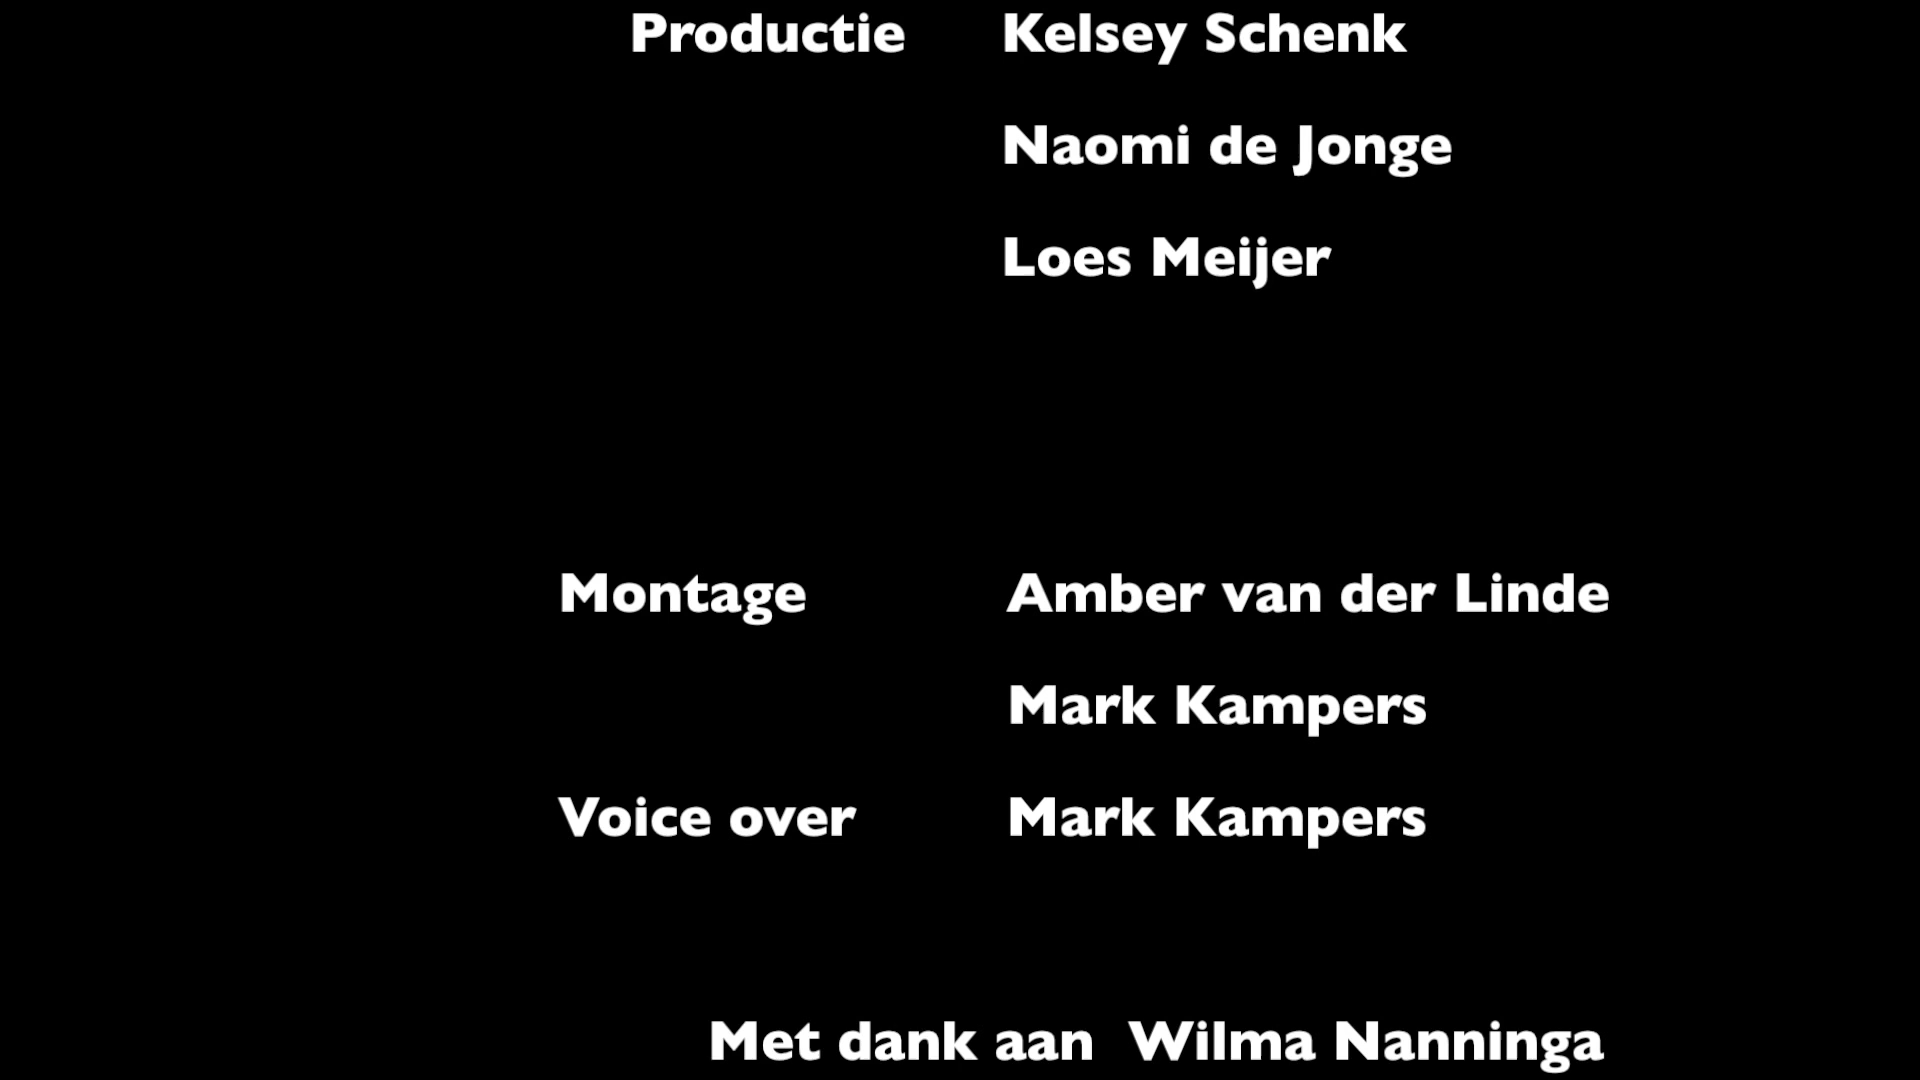 Productie Kelsey Schenk
Naomi de Jonge
Loes Meijer
Montage Amber van der Linde
Mark Kampers
Voice over Mark Kampers
Met dank aan Wilma Nanninga